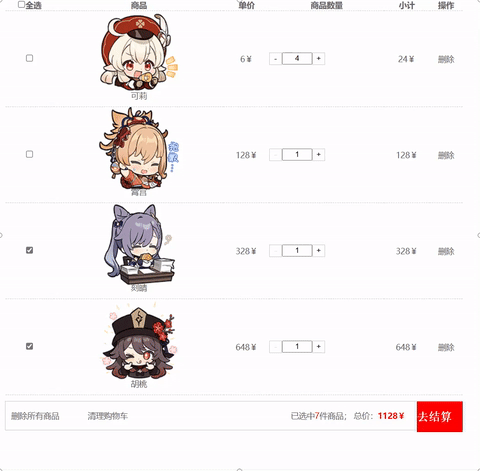 全选 商品 单价 商品数量 小计 操作
6¥ - 4 + 24¥ 删除
可莉
抱歉...
128¥ - 1 + 128¥ 删除
宵宫
328¥ - 1 + 328¥ 删除
刻晴
648¥ - 1 + 648¥ 删除
胡桃
删除所有商品 清理购物车 已选中7件商品; 总价: 1128¥ 去结算